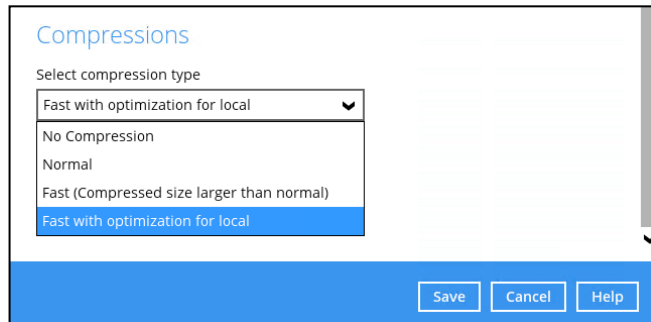 Compressions
Select compression type
Fast with optimization for local
No Compression
Normal
Fast (Compressed size larger than normal)
Fast with optimization for local
Save Cancel Help